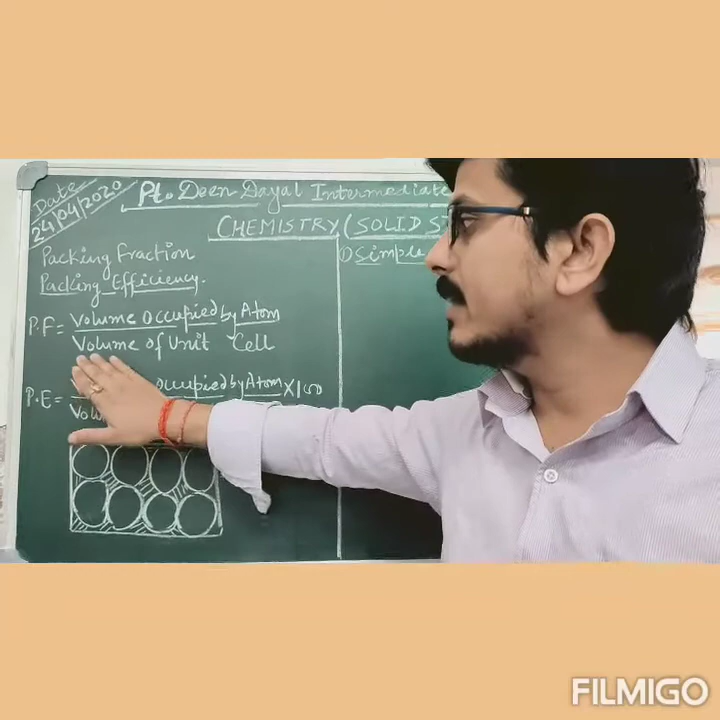 Date
24/04/2020
Pt. Deen Dayal Intermediate
CHEMISTRY (SOLID
Packing Fraction
Packing Efficiency.
P.F = Volume Occupied by Atom
Volume of Unit Cell
P.E = occupied by Atom X100
① Simple
FILMIGO